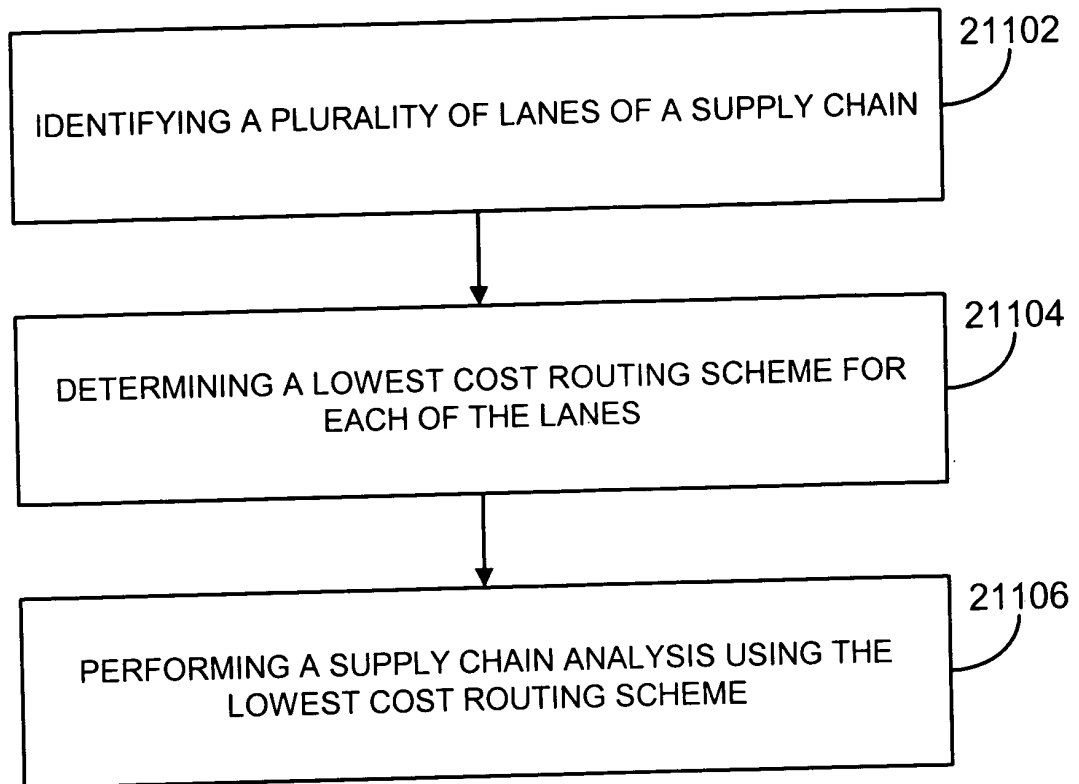 21102
IDENTIFYING A PLURALITY OF LANES OF A SUPPLY CHAIN
21104
DETERMINING A LOWEST COST ROUTING SCHEME FOR
EACH OF THE LANES
21106
PERFORMING A SUPPLY CHAIN ANALYSIS USING THE
LOWEST COST ROUTING SCHEME